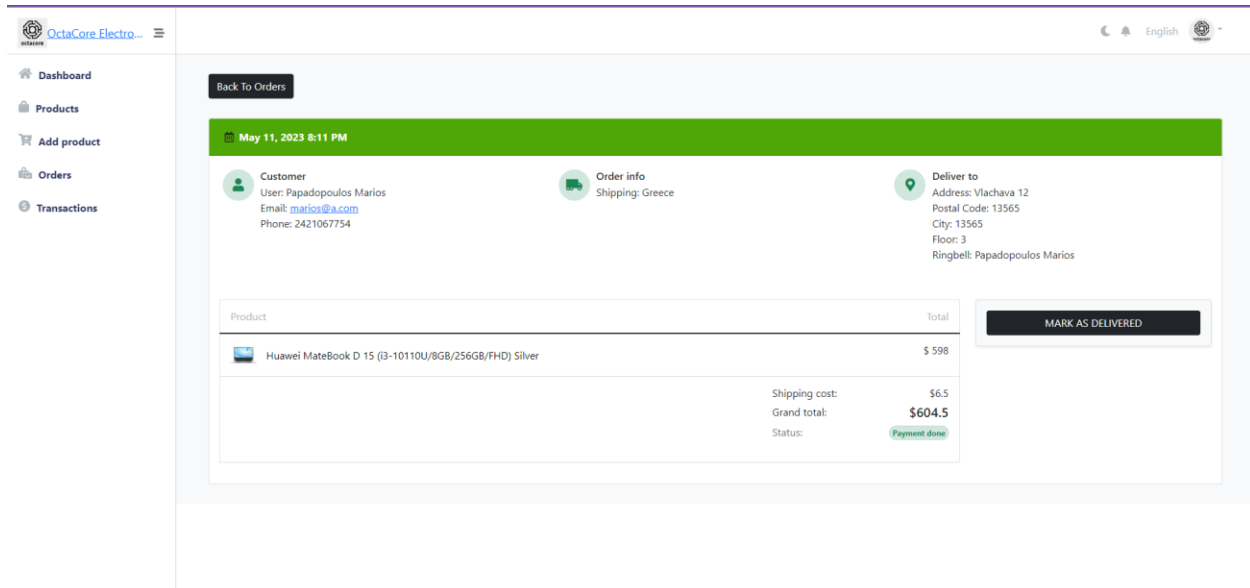 octacore
OctaCore Electro...
English
Dashboard
Products
Add product
Orders
Transactions
Back To Orders
May 11, 2023 8:11 PM
Customer
User: Papadopoulos Marios
Email: marios@a.com
Phone: 2421067754
Order info
Shipping: Greece
Deliver to
Address: Vlachava 12
Postal Code: 13565
City: 13565
Floor: 3
Ringbell: Papadopoulos Marios
Product Total
Huawei MateBook D 15 (i3-10110U/8GB/256GB/FHD) Silver $ 598
Shipping cost: $6.5
Grand total: $604.5
Status: Payment done
MARK AS DELIVERED